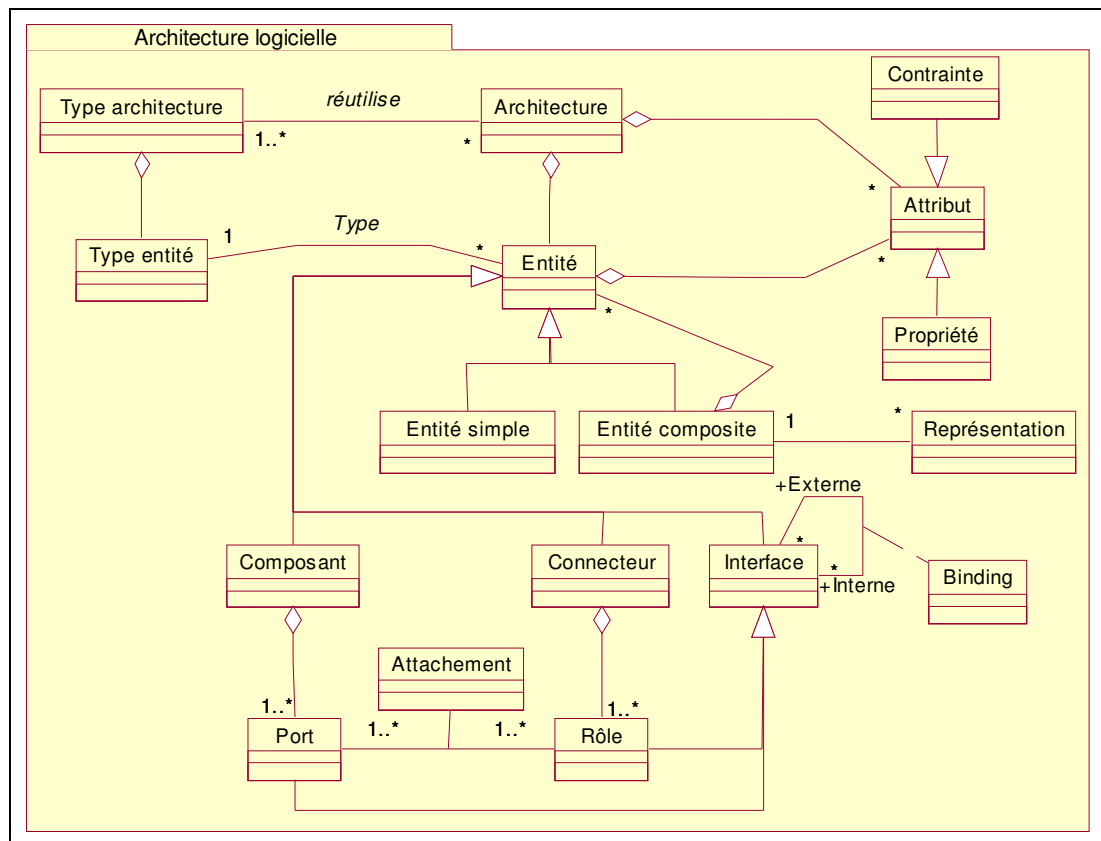 Architecture logicielle
Contrainte
Type architecture
réutilise
Architecture
1..*
*
*
Attribut
Type entité
1
Type
*
Entité
*
*
Propriété
Entité simple
Entité composite
1
*
Représentation
+Externe
*
Composant
Connecteur
Interface
*
+Interne
Binding
Attachement
1..*
1..*
Port
1..*
1..*
Rôle